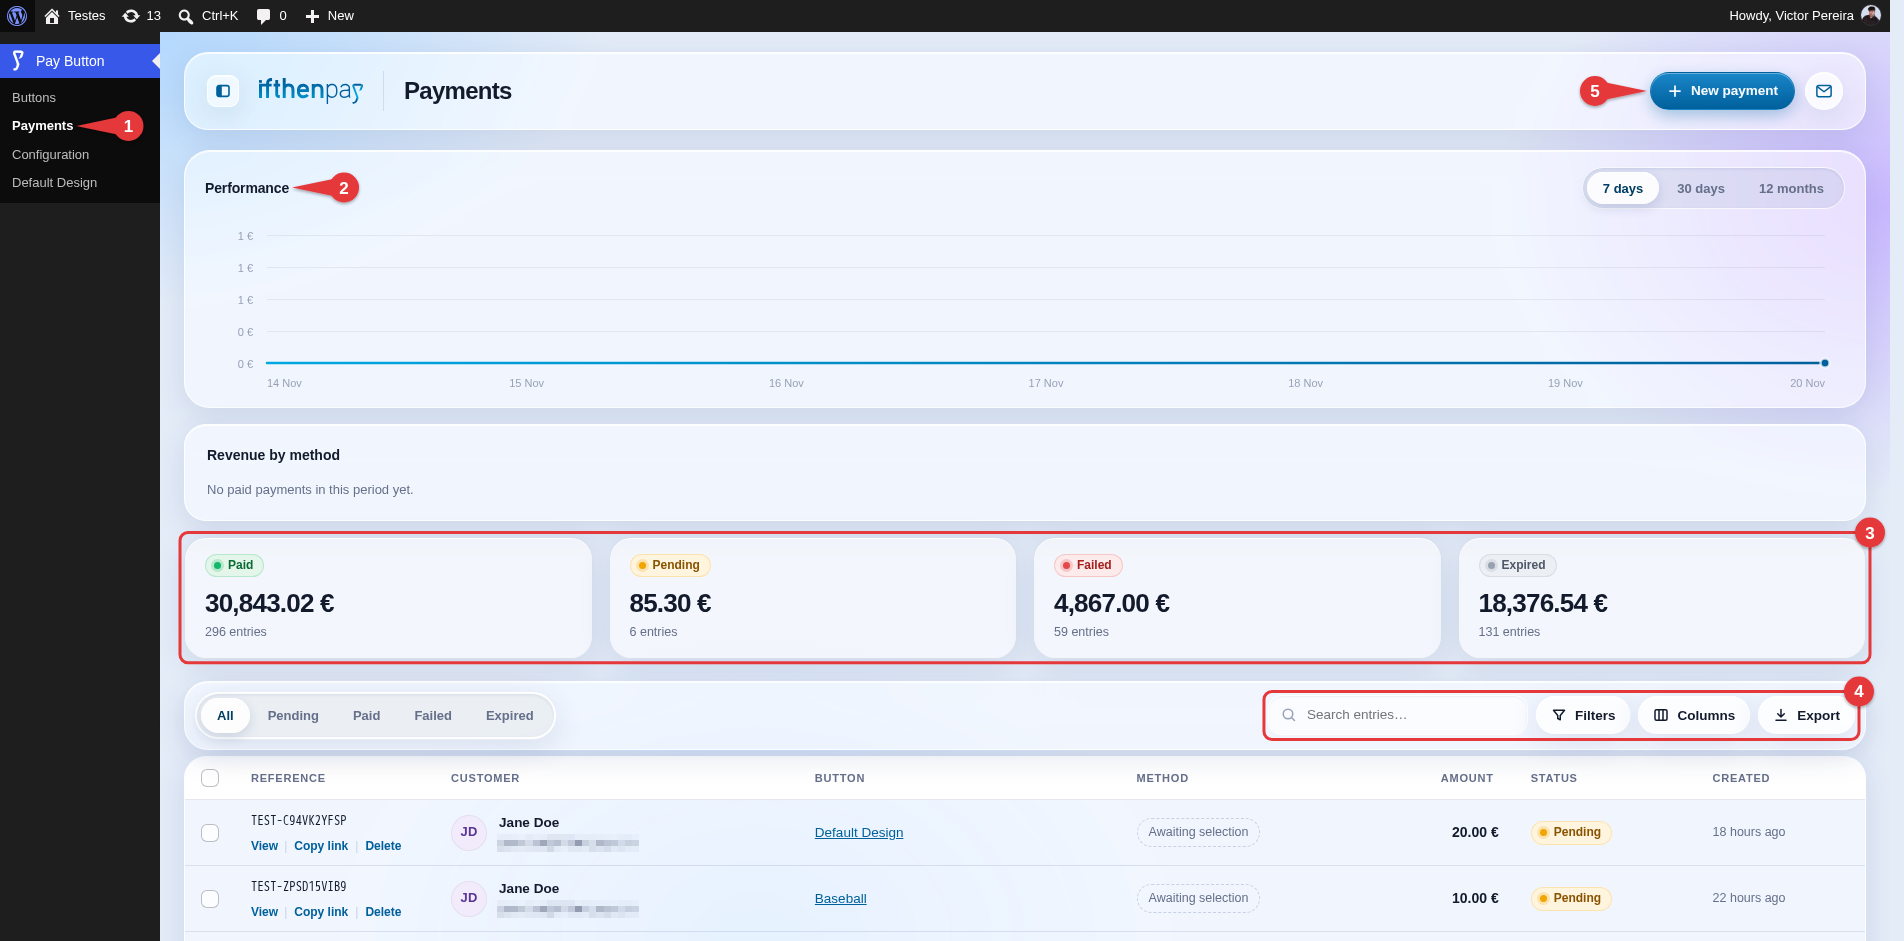 Testes 13 Ctrl+K 0 New Howdy, Victor Pereira
Pay Button
Buttons
Payments 1
Configuration
Default Design
ifthenpay Payments 5 New payment
Performance 2 7 days 30 days 12 months
1 €
1 €
1 €
0 €
0 €
14 Nov 15 Nov 16 Nov 17 Nov 18 Nov 19 Nov 20 Nov
Revenue by method
No paid payments in this period yet.
3
Paid Pending Failed Expired
30,843.02 € 85.30 € 4,867.00 € 18,376.54 €
296 entries 6 entries 59 entries 131 entries
4
All Pending Paid Failed Expired Search entries… Filters Columns Export
REFERENCE CUSTOMER BUTTON METHOD AMOUNT STATUS CREATED
TEST-C94VK2YFSP JD Jane Doe Default Design Awaiting selection 20.00 € Pending 18 hours ago
View | Copy link | Delete
TEST-ZPSD15VIB9 JD Jane Doe Baseball Awaiting selection 10.00 € Pending 22 hours ago
View | Copy link | Delete